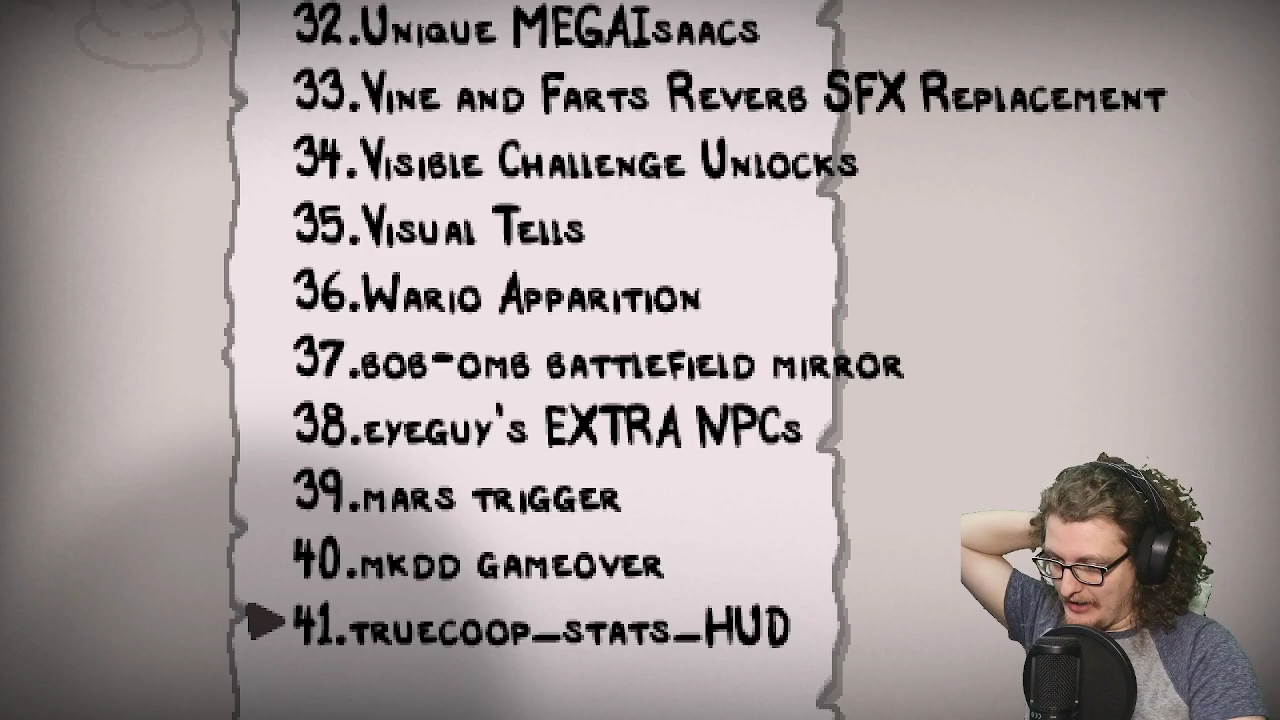 32.Unique MEGAIsaacs
33.Vine and Farts Reverb SFX Replacement
34.Visible Challenge Unlocks
35.Visual Tells
36.Wario Apparition
37.bob-omb battlefield mirror
38.eyeguy's EXTRA NPCs
39.mars trigger
40.mkdd gameover
41.truecoop_stats_HUD